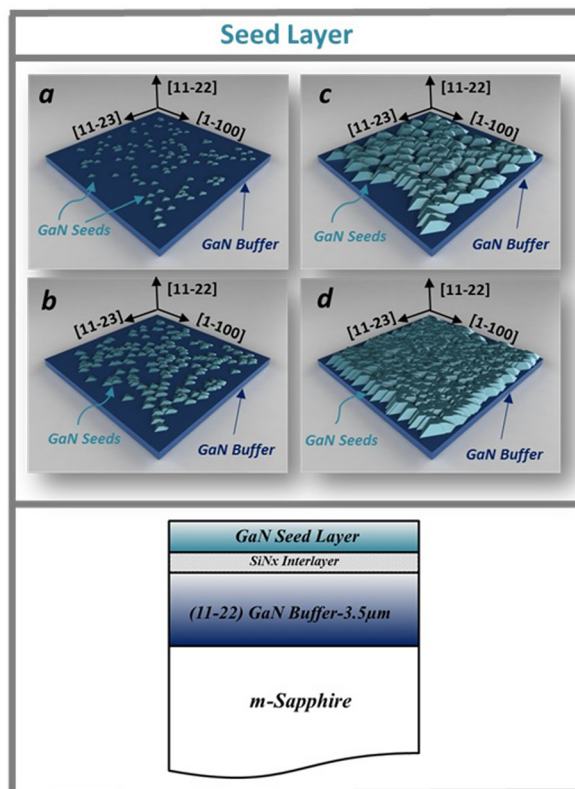 Seed Layer
a
[11-22]
[11-23]
[1-100]
GaN Seeds
GaN Buffer
c
[11-22]
[11-23]
[1-100]
GaN Seeds
GaN Buffer
b
[11-22]
[11-23]
[1-100]
GaN Seeds
GaN Buffer
d
[11-22]
[11-23]
[1-100]
GaN Seeds
GaN Buffer
GaN Seed Layer
SiNx Interlayer
(11-22) GaN Buffer-3.5μm
m-Sapphire